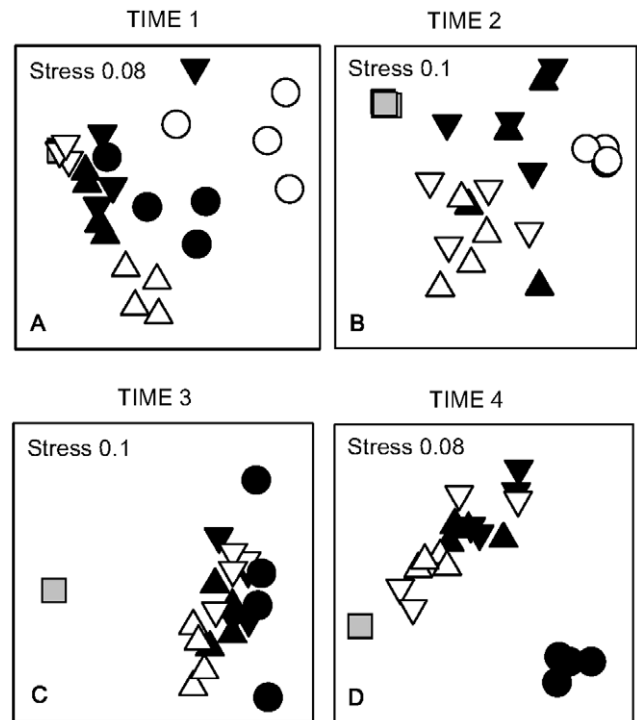 TIME 1
TIME 2
Stress 0.08
Stress 0.1
A
B
TIME 3
TIME 4
Stress 0.1
Stress 0.08
C
D